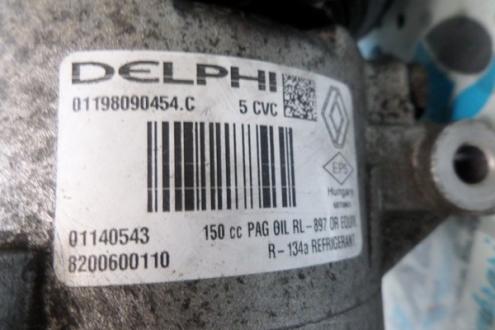 DELPHI
01198090454.C 5 CVC
EPS
Hungary
01140543 150 cc PAG OIL RL-897 OR EQUIV
8200600110 R-134a REFRIGERANT